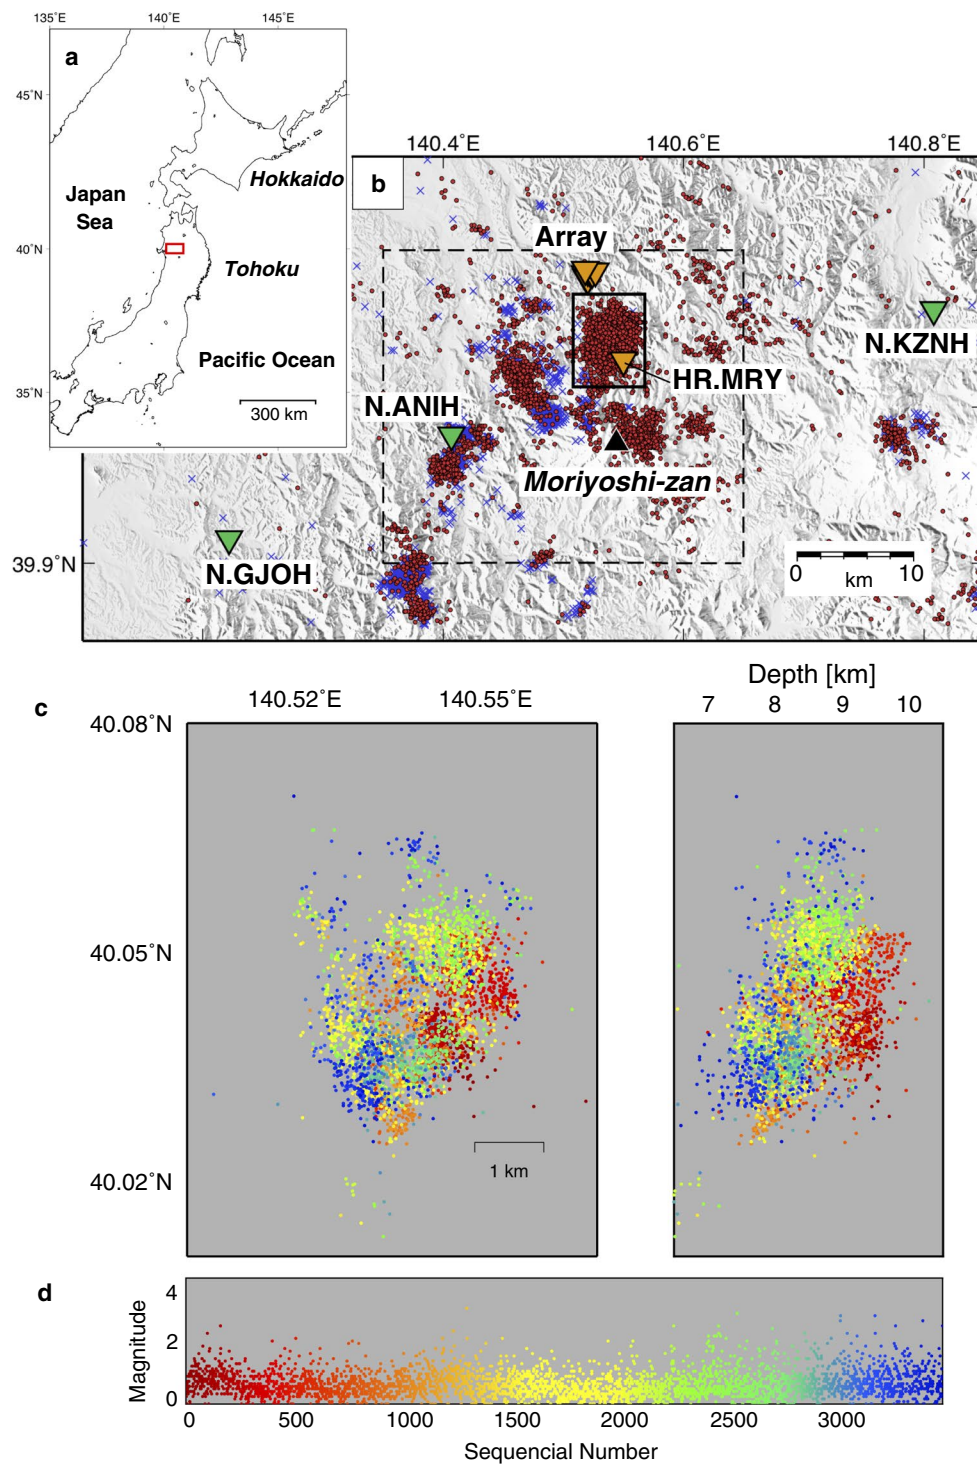 135°E 140°E 145°E
a
45°N
Hokkaido
Japan
Sea
40°N
Tohoku
Pacific Ocean
35°N
300 km
140.4°E 140.6°E 140.8°E
b
Array
N.KZNH
HR.MRY
N.ANIH
Moriyoshi-zan
39.9°N
N.GJOH
0 km 10
Depth [km]
c
140.52°E 140.55°E 7 8 9 10
40.08°N
40.05°N
1 km
40.02°N
d
Magnitude
4
2
0
0 500 1000 1500 2000 2500 3000
Sequencial Number